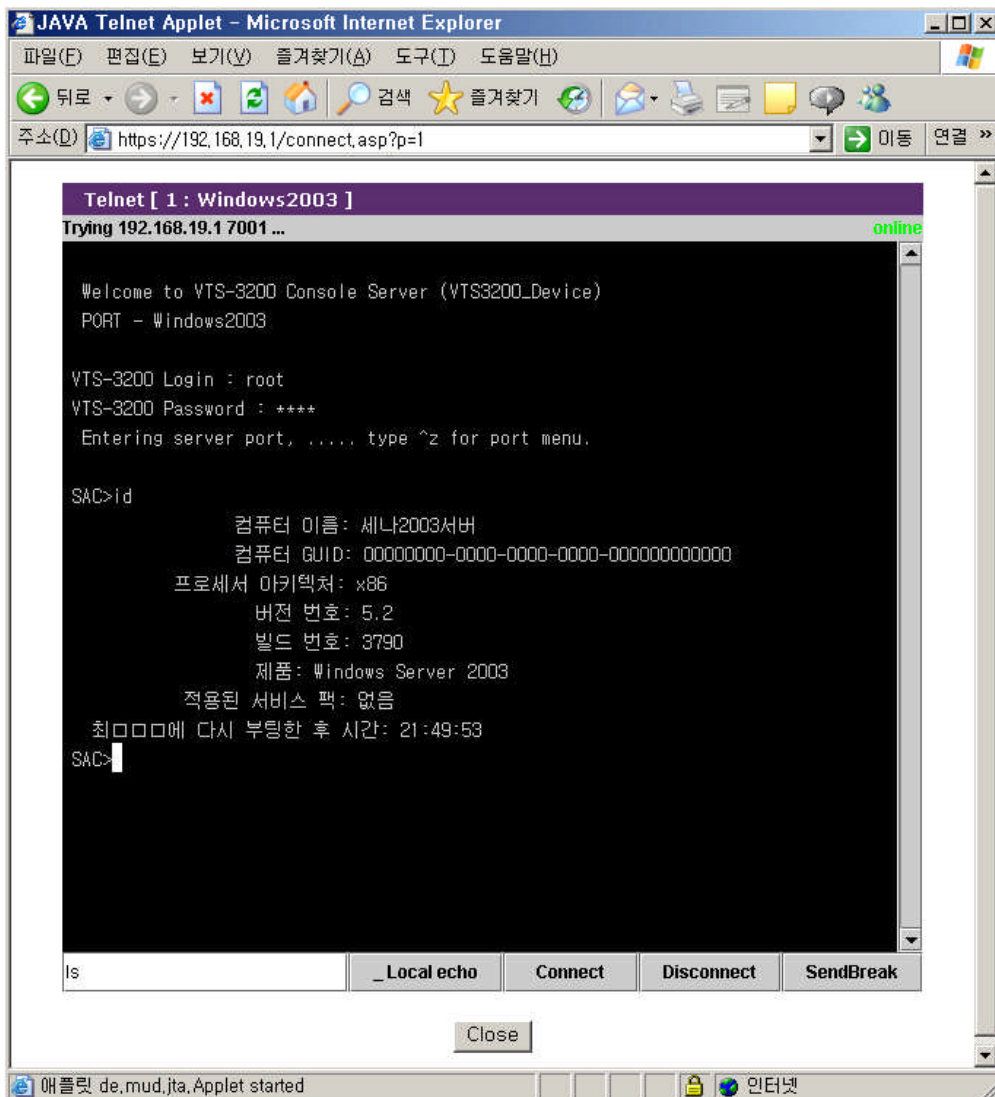 JAVA Telnet Applet - Microsoft Internet Explorer
파일(F) 편집(E) 보기(V) 즐겨찾기(A) 도구(T) 도움말(H)
뒤로 검색 즐겨찾기
주소(D) https://192,168,19,1/connect,asp?p=1 이동 연결 »
Telnet [ 1 : Windows2003 ]
Trying 192.168.19.1 7001 ... online
Welcome to VTS-3200 Console Server (VTS3200_Device)
PORT - Windows2003
VTS-3200 Login : root
VTS-3200 Password : ****
Entering server port, ..... type ^z for port menu.
SAC>id
컴퓨터 이름: 세나2003서버
컴퓨터 GUID: 00000000-0000-0000-0000-000000000000
프로세서 아키텍처: x86
버전 번호: 5.2
빌드 번호: 3790
제품: Windows Server 2003
적용된 서비스 팩: 없음
최□□□에 다시 부팅한 후 시간: 21:49:53
SAC>
ls _Local echo Connect Disconnect SendBreak
Close
애플릿 de,mud,jta,Applet started 인터넷